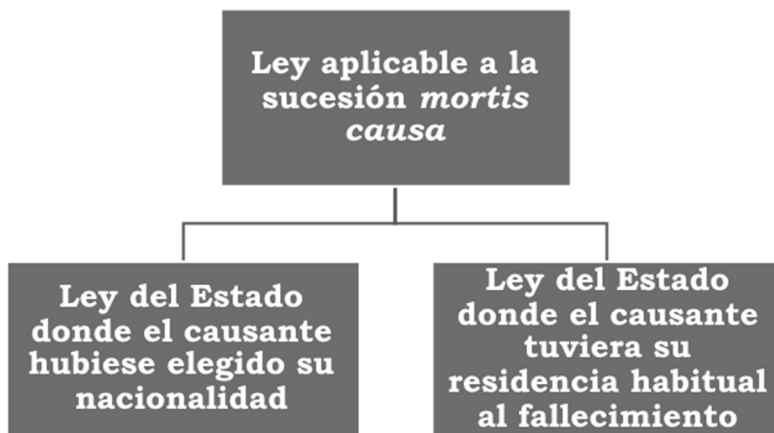 Ley aplicable a la
sucesión mortis
causa
Ley del Estado
donde el causante
hubiese elegido su
nacionalidad
Ley del Estado
donde el causante
tuviera su
residencia habitual
al fallecimiento